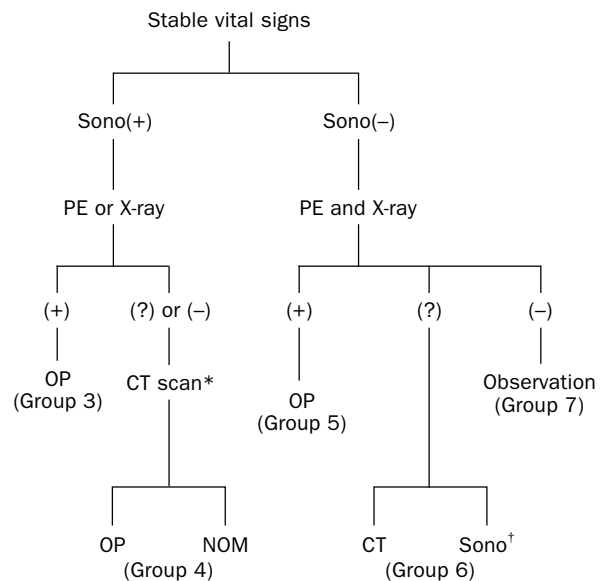 Stable vital signs
Sono(+) Sono(–)
PE or X-ray PE and X-ray
(+) (?) or (–) (+) (?) (–)
OP
(Group 3)
CT scan*
OP
(Group 5)
Observation
(Group 7)
OP NOM
(Group 4)
CT Sono†
(Group 6)